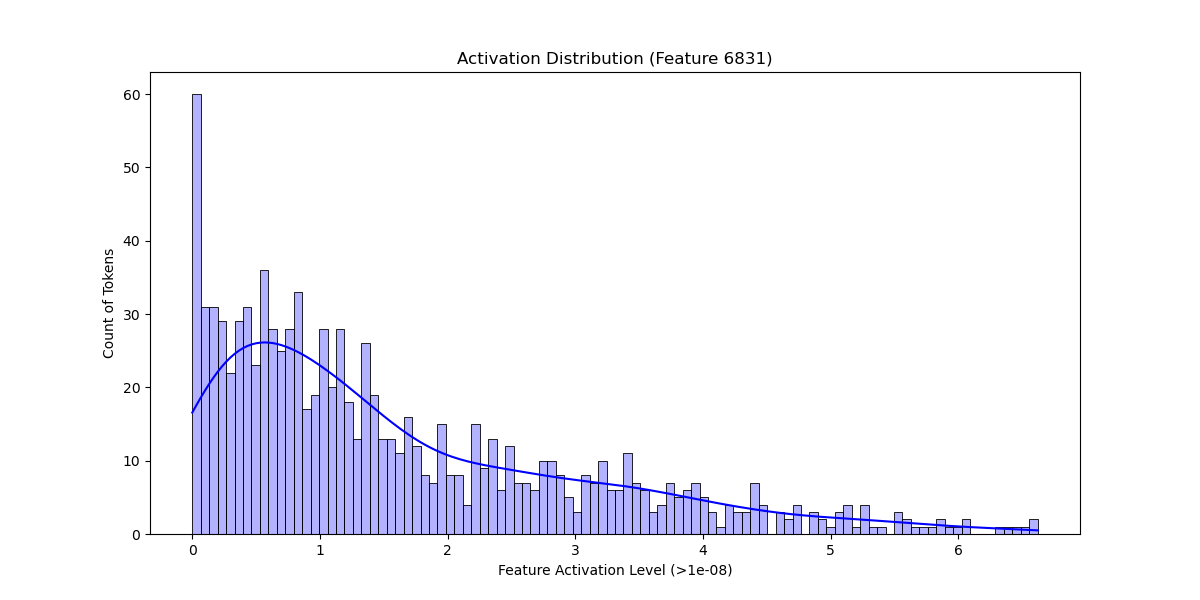 Activation Distribution (Feature 6831)
60
50
40
30
20
10
0
Count of Tokens
0 1 2 3 4 5 6
Feature Activation Level (>1e-08)